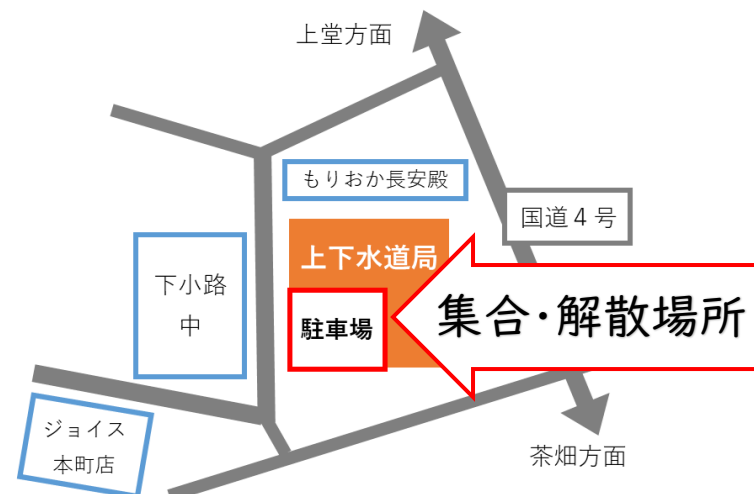 上堂方面
もりおか長安殿
国道４号
上下水道局
下小路
中
駐車場
集合・解散場所
ジョイス
本町店
茶畑方面